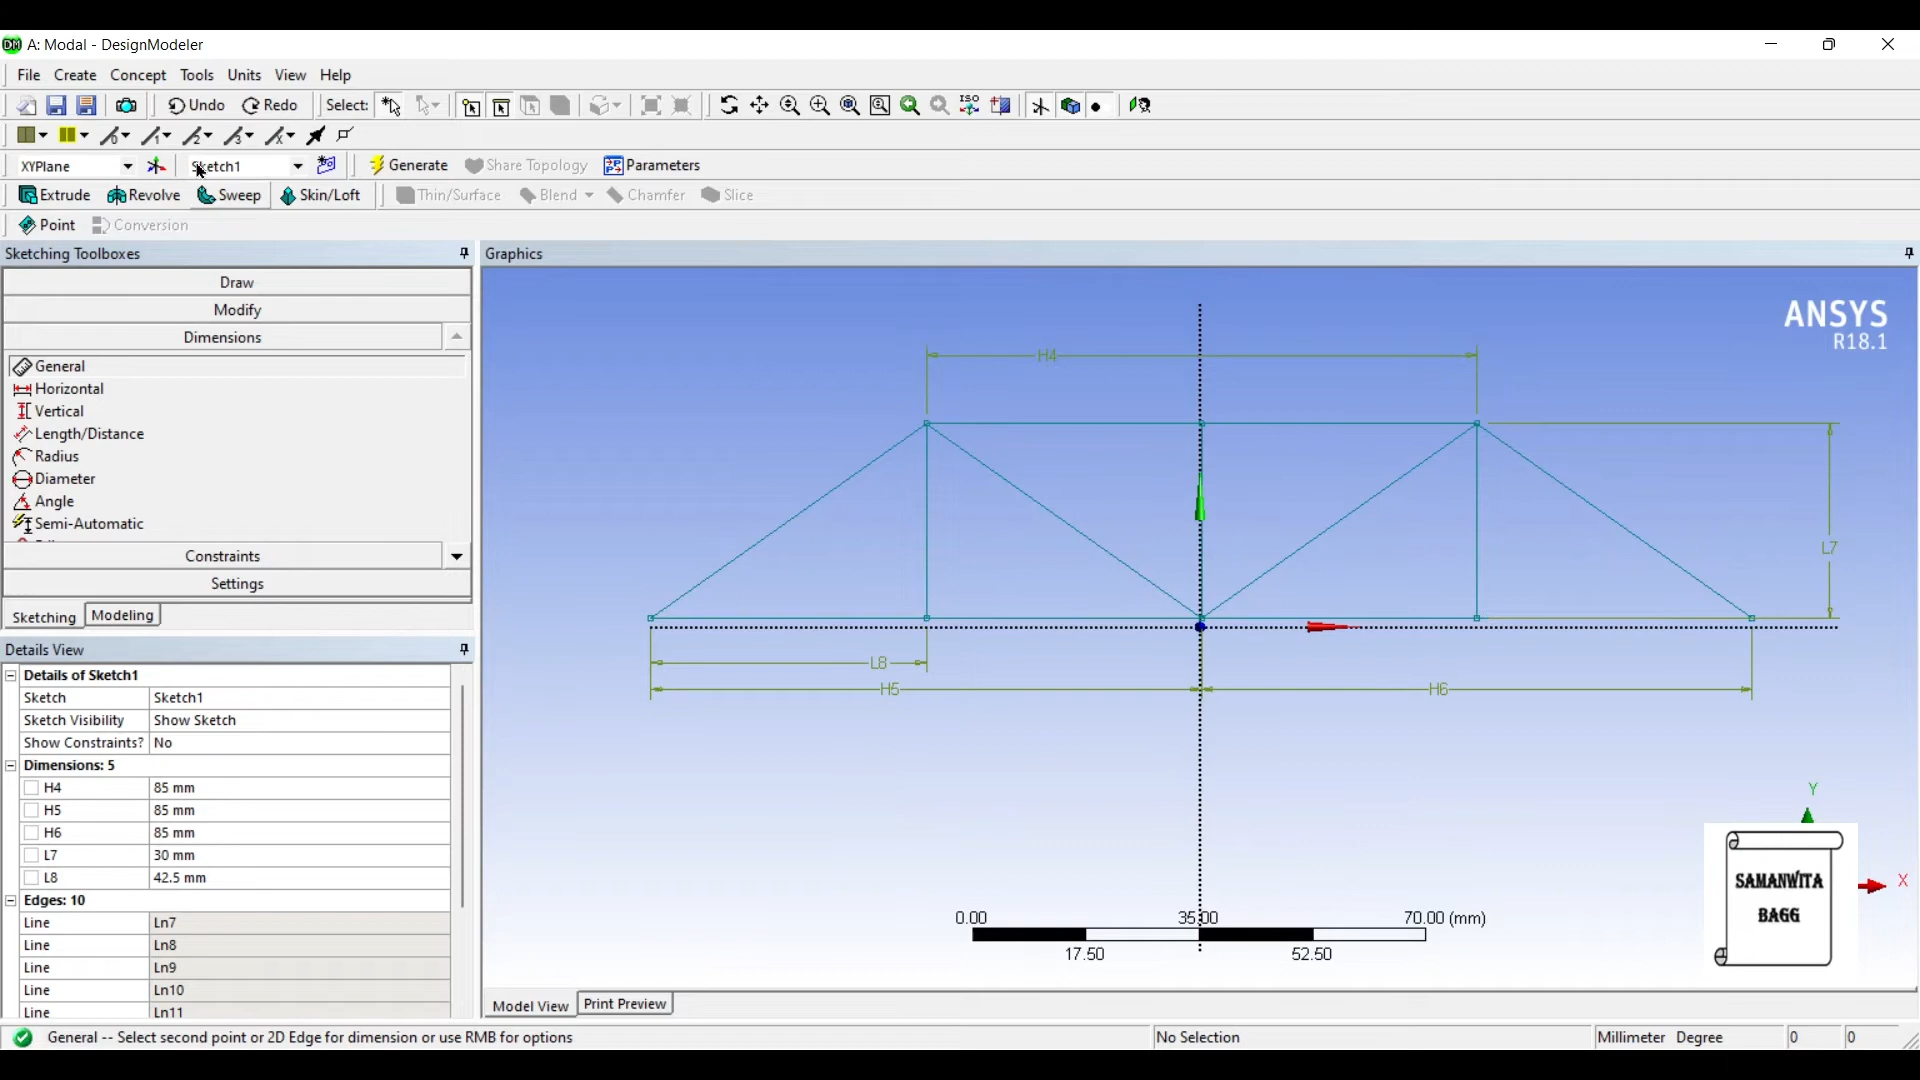 A: Modal - DesignModeler
File Create Concept Tools Units View Help
Undo Redo Select: ISO
XYPlane Sketch1 Generate Share Topology Parameters
Extrude Revolve Sweep Skin/Loft Thin/Surface Blend Chamfer Slice
Point Conversion
Sketching Toolboxes
Draw
Modify
Dimensions
General
Horizontal
Vertical
Length/Distance
Radius
Diameter
Angle
Semi-Automatic
Constraints
Settings
Sketching Modeling
Details View
Details of Sketch1
Sketch Sketch1
Sketch Visibility Show Sketch
Show Constraints? No
Dimensions: 5
H4 85 mm
H5 85 mm
H6 85 mm
L7 30 mm
L8 42.5 mm
Edges: 10
Line Ln7
Line Ln8
Line Ln9
Line Ln10
Line Ln11
Graphics
ANSYS
R18.1
H4
L7
L8
H5 H6
Y
X
SAMANWITA
BAGG
0.00 35.00 70.00 (mm)
17.50 52.50
Model View Print Preview
General -- Select second point or 2D Edge for dimension or use RMB for options No Selection Millimeter Degree 0 0